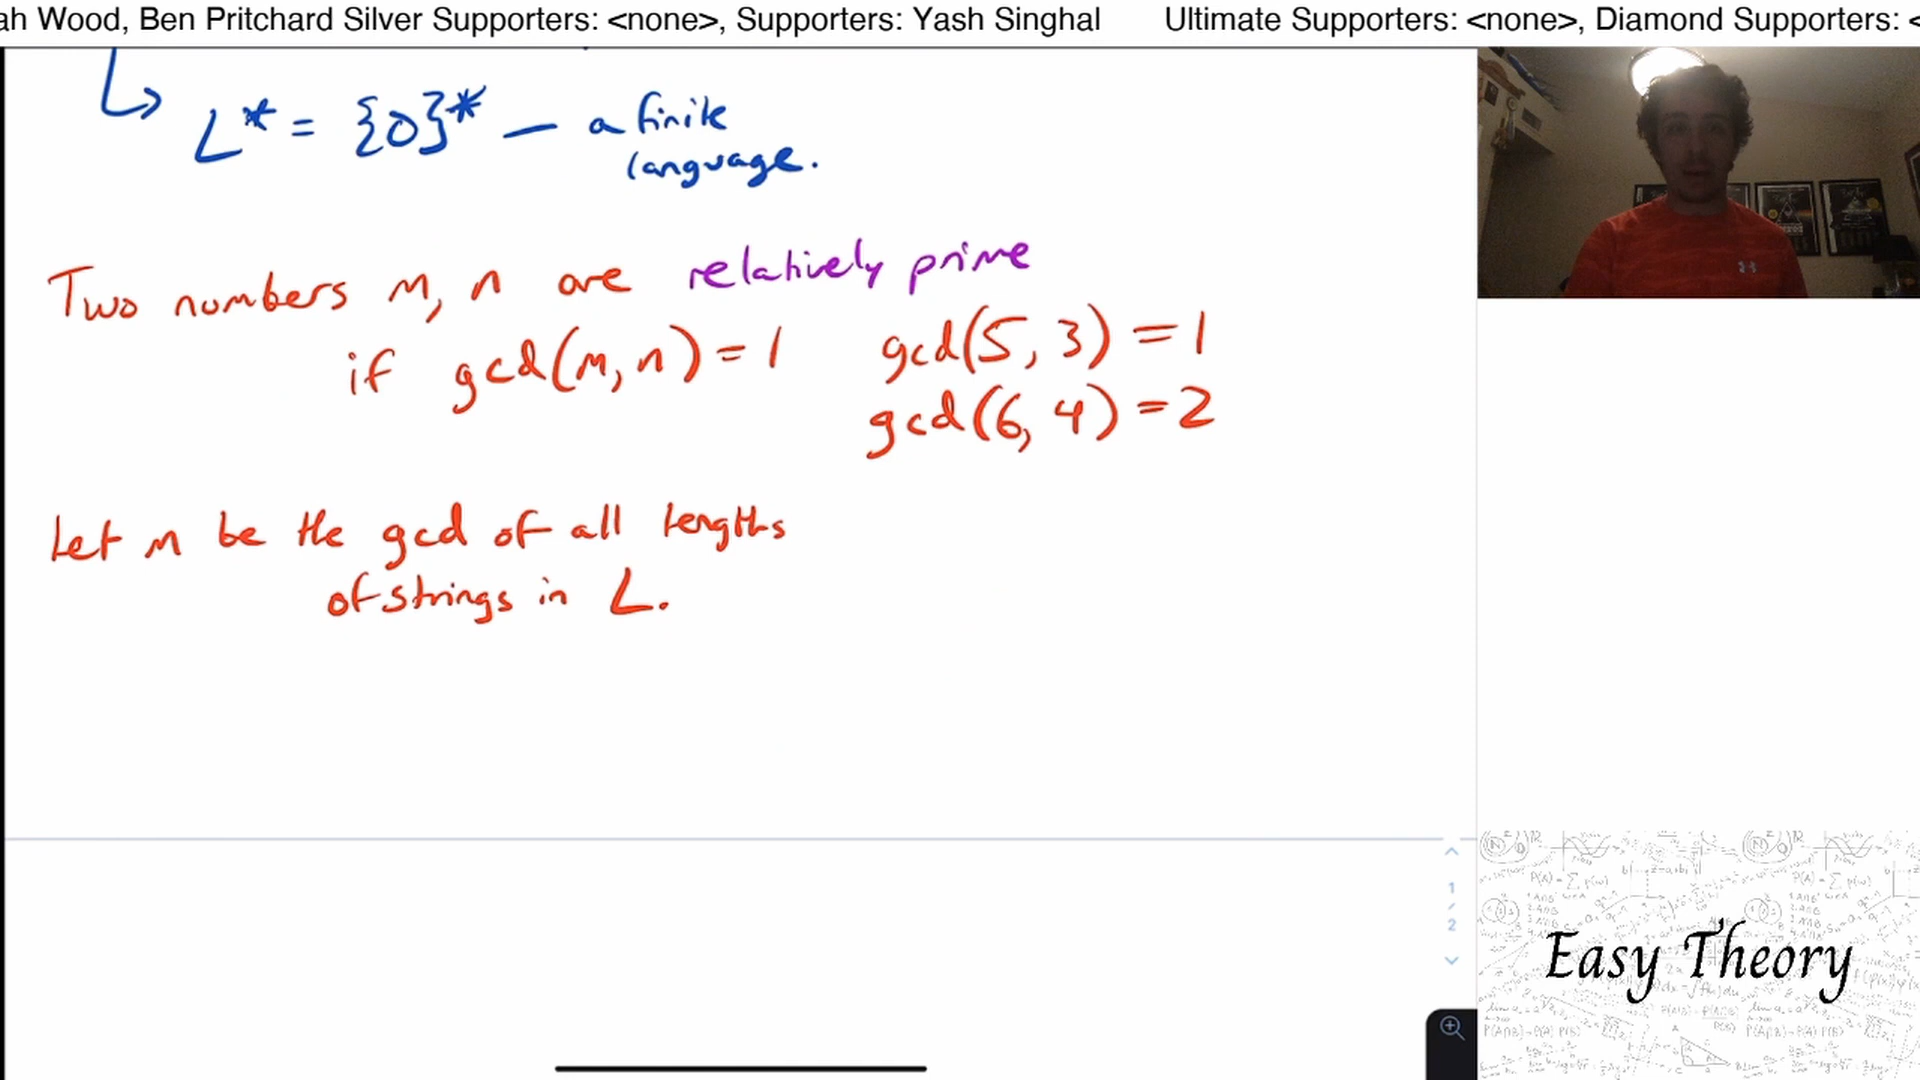 ah Wood, Ben Pritchard Silver Supporters: <none>, Supporters: Yash Singhal Ultimate Supporters: <none>, Diamond Supporters: <
L* = {0}* — a finite
language.
Two numbers m, n are relatively prime
if gcd(m, n) = 1 gcd(5, 3) = 1
gcd(6, 4) = 2
Let m be the gcd of all lengths
of strings in L.
1
2
Easy Theory